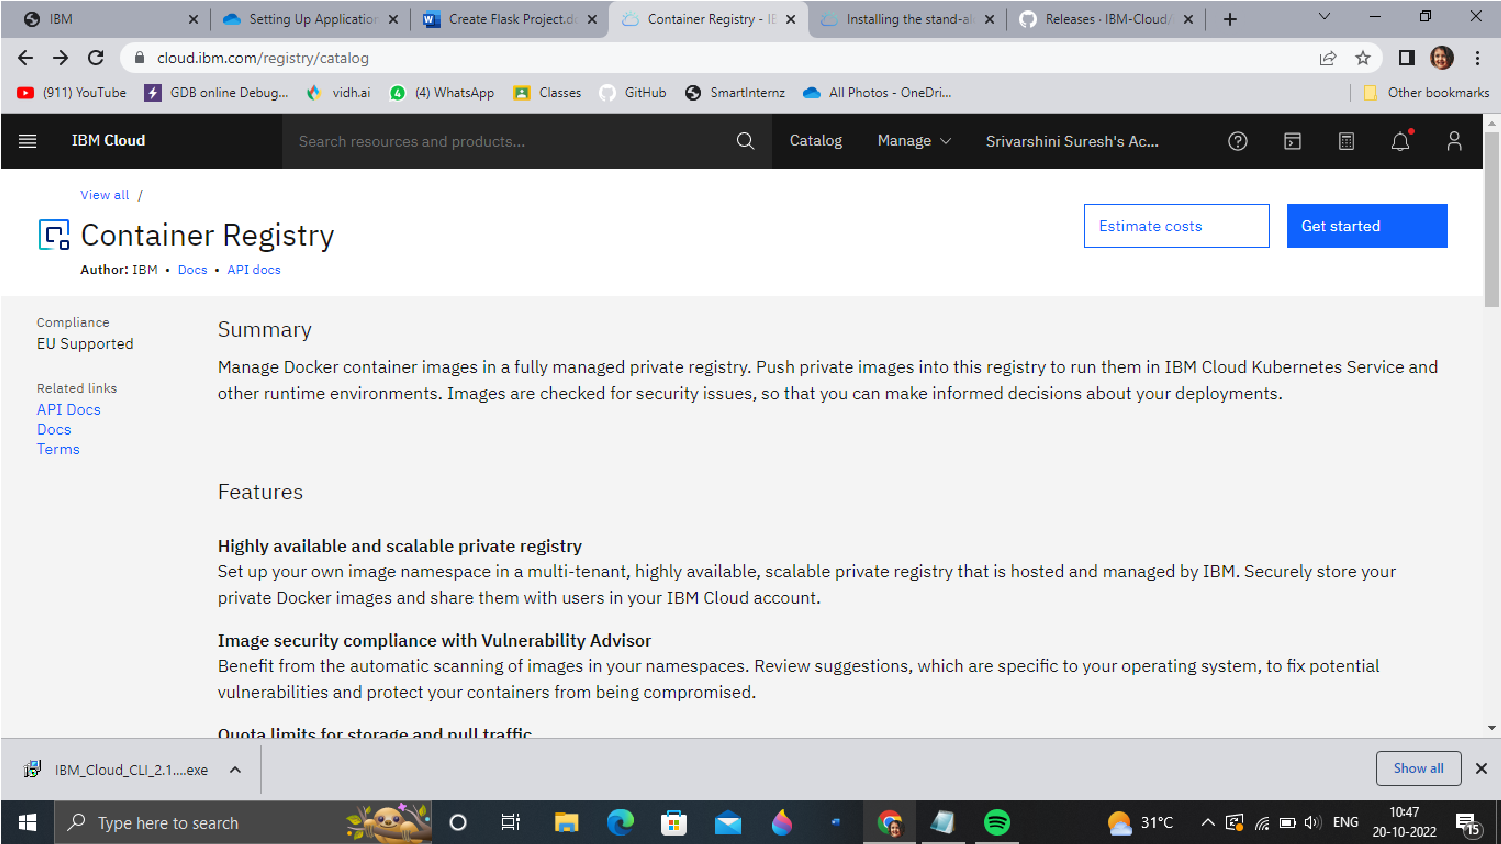 IBM
Setting Up Application
Create Flask Project.do
Container Registry - IB
Installing the stand-al
Releases · IBM-Cloud/
cloud.ibm.com/registry/catalog
(911) YouTube
GDB online Debug...
vidh.ai
(4) WhatsApp
Classes
GitHub
SmartInternz
All Photos - OneDri...
Other bookmarks
IBM Cloud
Search resources and products...
Catalog
Manage
Srivarshini Suresh's Ac...
View all /
Container Registry
Estimate costs
Get started
Author: IBM • Docs • API docs
Compliance
EU Supported
Related links
API Docs
Docs
Terms
Summary
Manage Docker container images in a fully managed private registry. Push private images into this registry to run them in IBM Cloud Kubernetes Service and
other runtime environments. Images are checked for security issues, so that you can make informed decisions about your deployments.
Features
Highly available and scalable private registry
Set up your own image namespace in a multi-tenant, highly available, scalable private registry that is hosted and managed by IBM. Securely store your
private Docker images and share them with users in your IBM Cloud account.
Image security compliance with Vulnerability Advisor
Benefit from the automatic scanning of images in your namespaces. Review suggestions, which are specific to your operating system, to fix potential
vulnerabilities and protect your containers from being compromised.
Quota limits for storage and pull traffic
IBM_Cloud_CLI_2.1....exe
Show all
Type here to search
31°C
ENG
10:47
20-10-2022
15